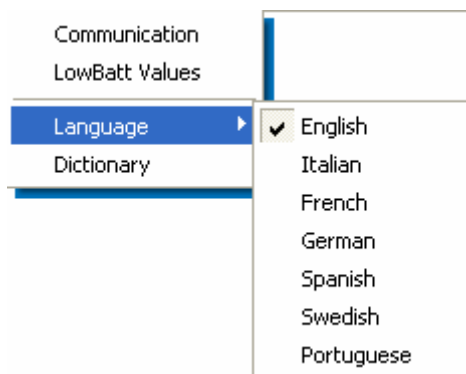 Communication
LowBatt Values
Language
Dictionary
English
Italian
French
German
Spanish
Swedish
Portuguese